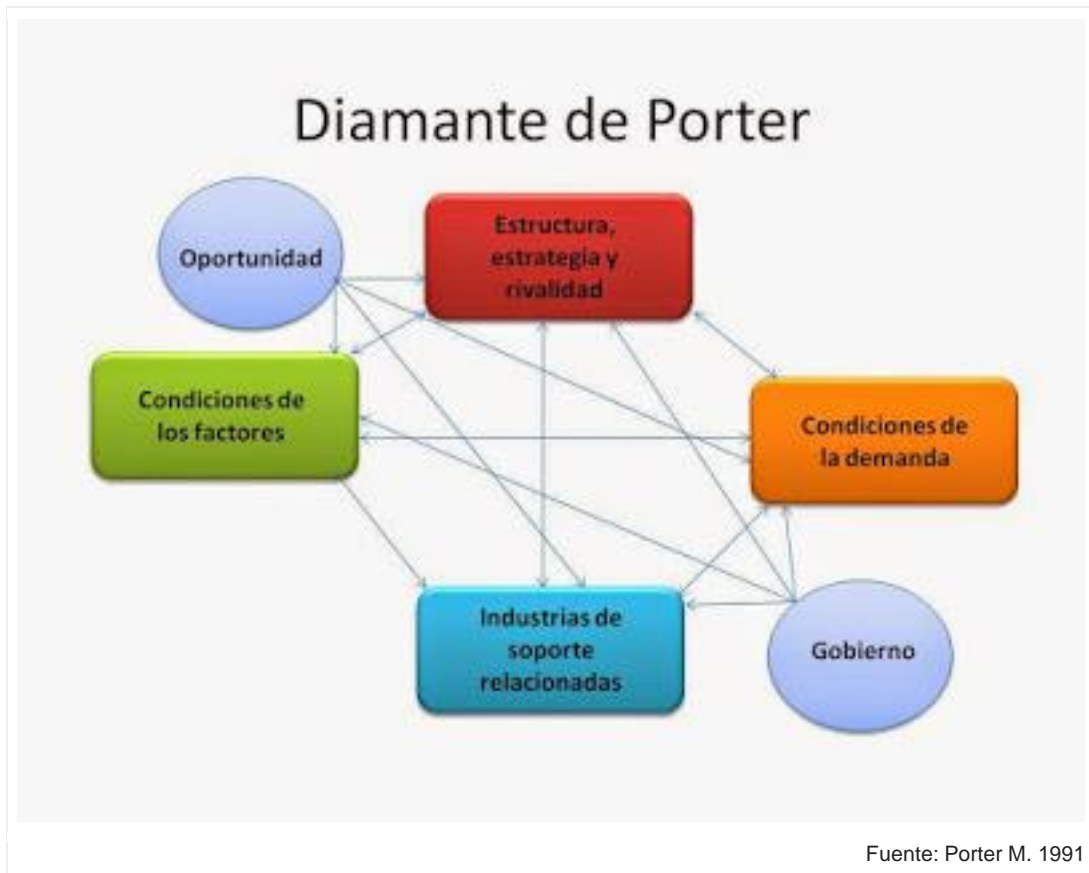 Diamante de Porter
Oportunidad
Estructura,
estrategia y
rivalidad
Condiciones de
los factores
Condiciones de
la demanda
Industrias de
soporte
relacionadas
Gobierno
Fuente: Porter M. 1991